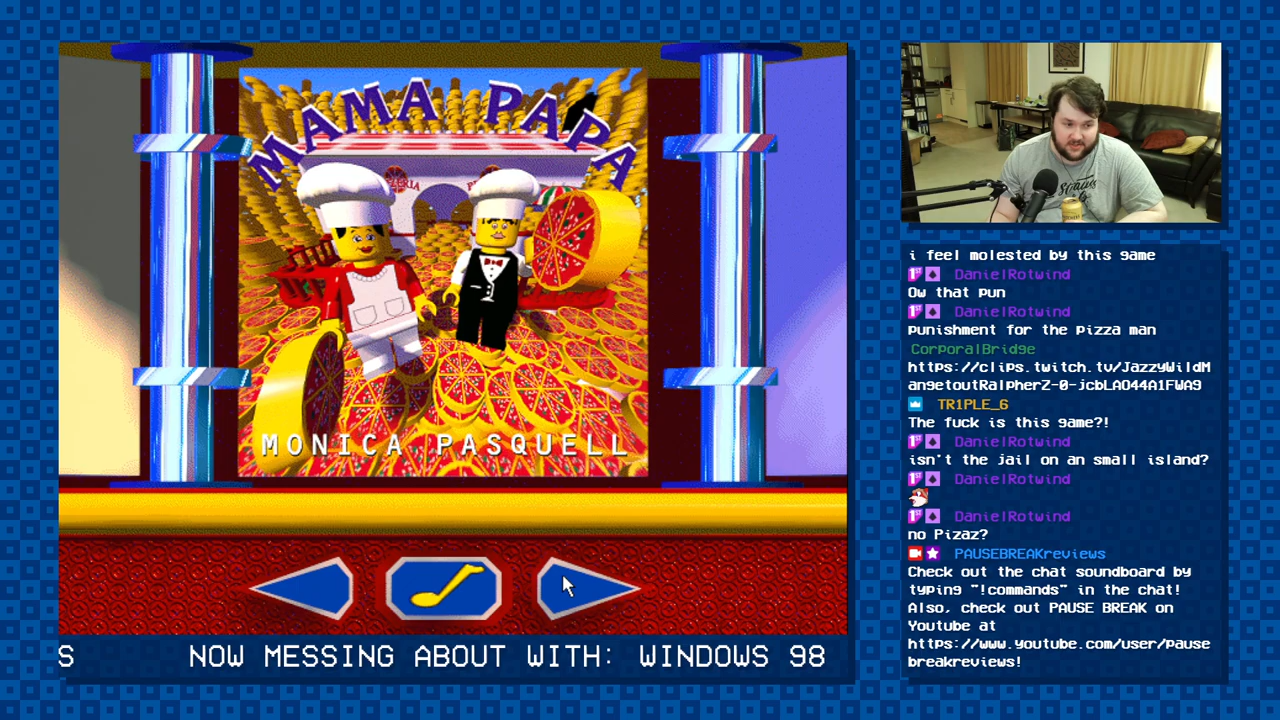 MAMA PAPA
MONICA PASQUELL
S NOW MESSING ABOUT WITH: WINDOWS 98
i feel molested by this game
DanielRotwind
Ow that pun
DanielRotwind
punishment for the pizza man
CorporalBridge
https://clips.twitch.tv/JazzyWildM
angetoutRalpherZ-0-jcbLAO44A1FWA9
TR1PLE_6
The fuck is this game?!
DanielRotwind
isn't the jail on an small island?
DanielRotwind
DanielRotwind
no Pizaz?
PAUSEBREAKreviews
Check out the chat soundboard by
typing "!commands" in the chat!
Also, check out PAUSE BREAK on
Youtube at
https://www.youtube.com/user/pause
breakreviews!